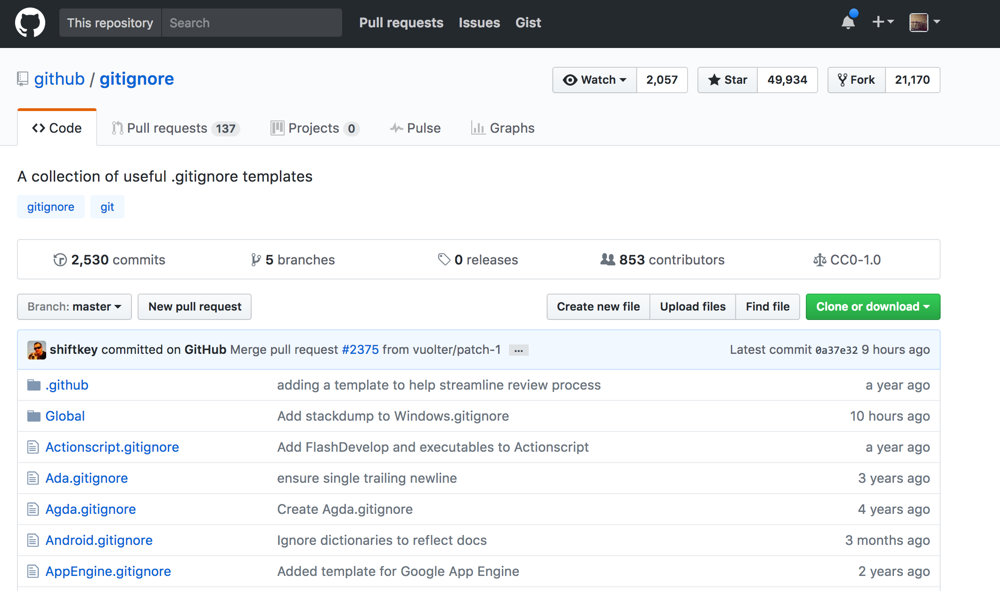 This repository Search Pull requests Issues Gist
github / gitignore Watch 2,057 Star 49,934 Fork 21,170
Code Pull requests 137 Projects 0 Pulse Graphs
A collection of useful .gitignore templates
gitignore git
2,530 commits 5 branches 0 releases 853 contributors CC0-1.0
Branch: master New pull request Create new file Upload files Find file Clone or download
shiftkey committed on GitHub Merge pull request #2375 from vuolter/patch-1 … Latest commit 0a37e32 9 hours ago
.github adding a template to help streamline review process a year ago
Global Add stackdump to Windows.gitignore 10 hours ago
Actionscript.gitignore Add FlashDevelop and executables to Actionscript a year ago
Ada.gitignore ensure single trailing newline 3 years ago
Agda.gitignore Create Agda.gitignore 4 years ago
Android.gitignore Ignore dictionaries to reflect docs 3 months ago
AppEngine.gitignore Added template for Google App Engine 2 years ago